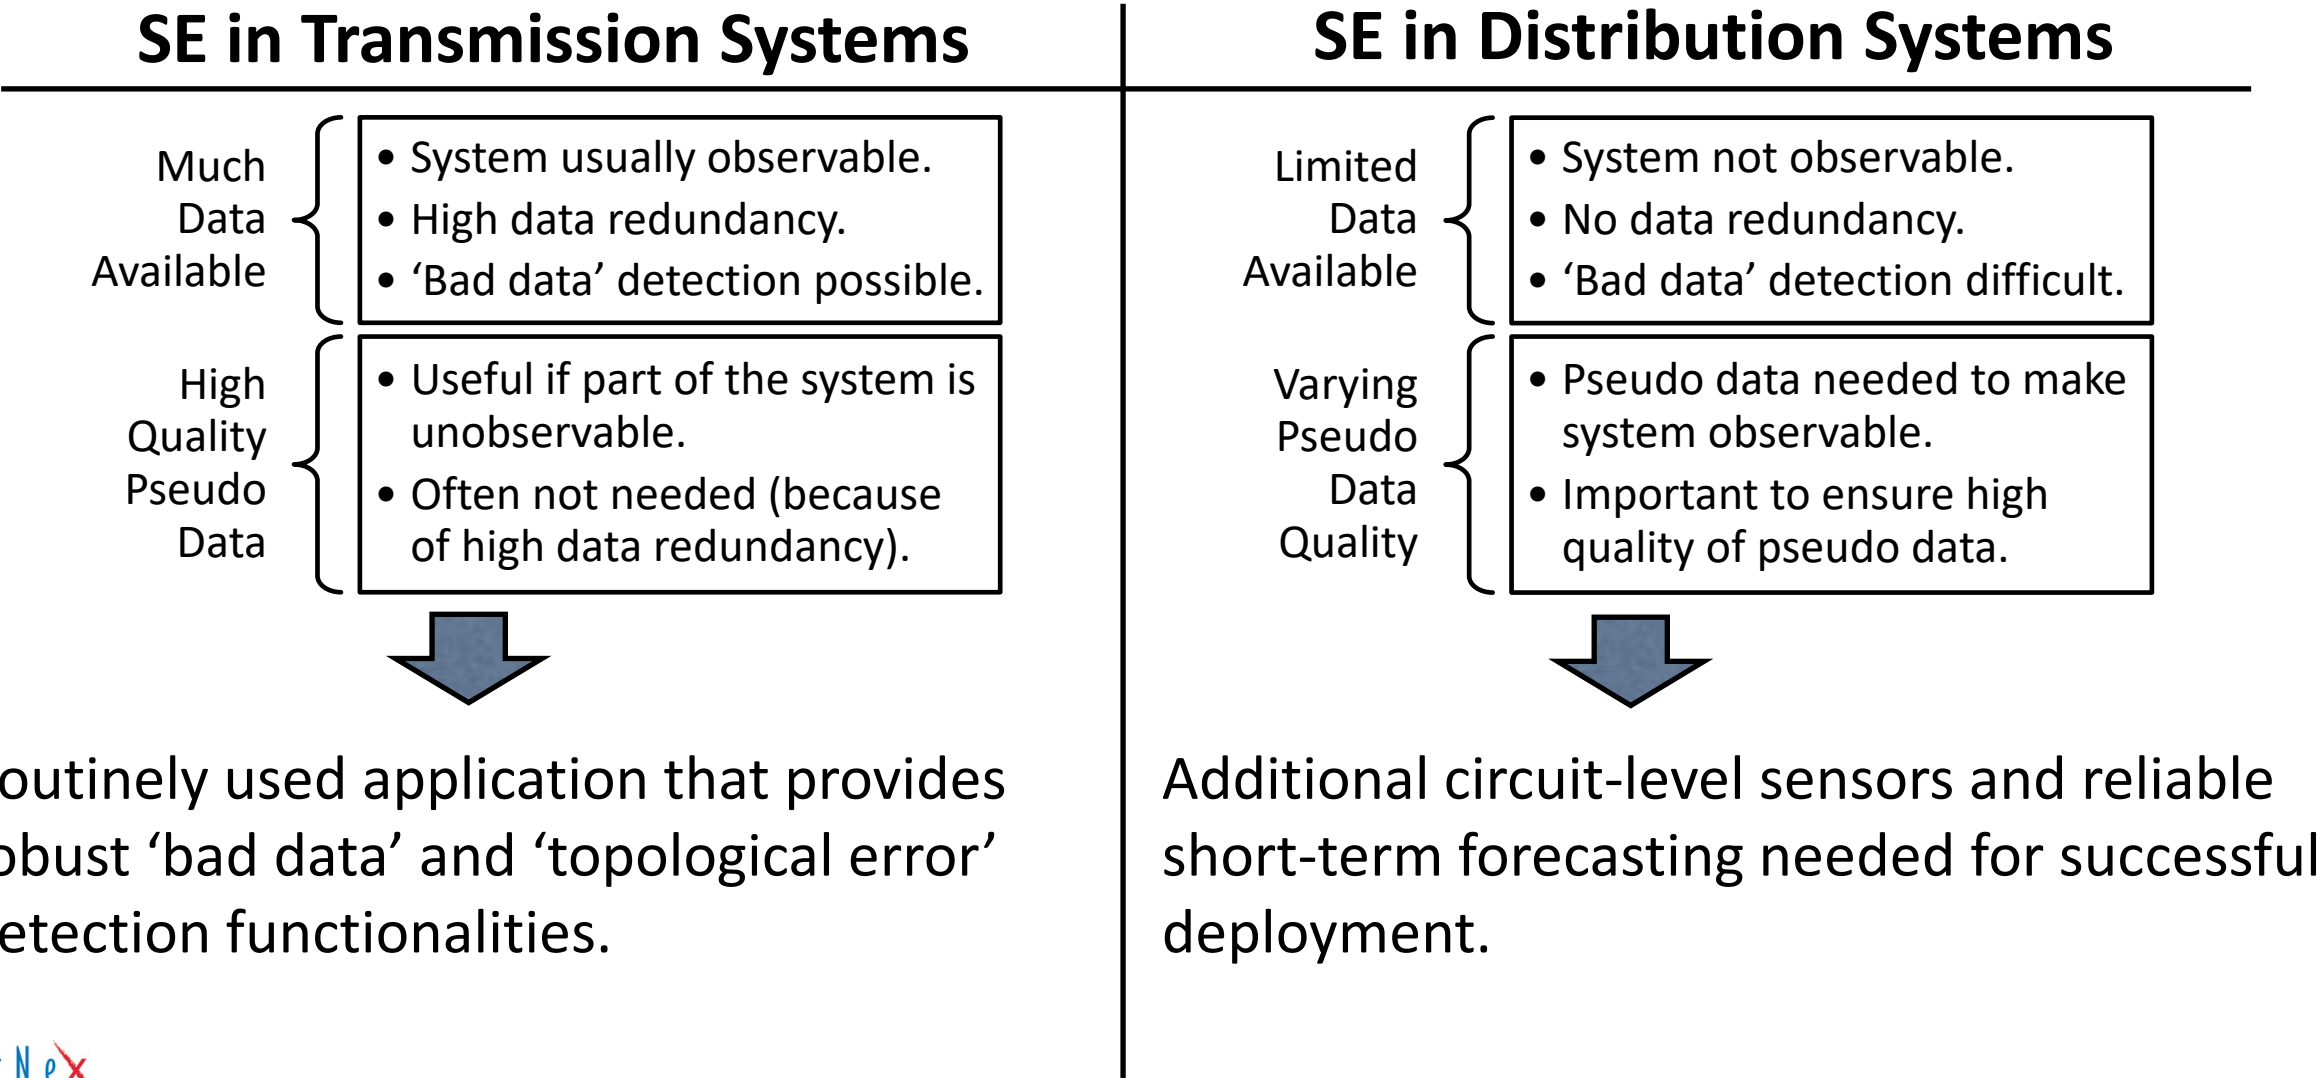 SE in Transmission Systems
Much
Data
Available
• System usually observable.
• High data redundancy.
• ‘Bad data’ detection possible.
High
Quality
Pseudo
Data
• Useful if part of the system is
unobservable.
• Often not needed (because
of high data redundancy).
outinely used application that provides
obust ‘bad data’ and ‘topological error’
etection functionalities.
SE in Distribution Systems
Limited
Data
Available
• System not observable.
• No data redundancy.
• ‘Bad data’ detection difficult.
Varying
Pseudo
Data
Quality
• Pseudo data needed to make
system observable.
• Important to ensure high
quality of pseudo data.
Additional circuit-level sensors and reliable
short-term forecasting needed for successful
deployment.